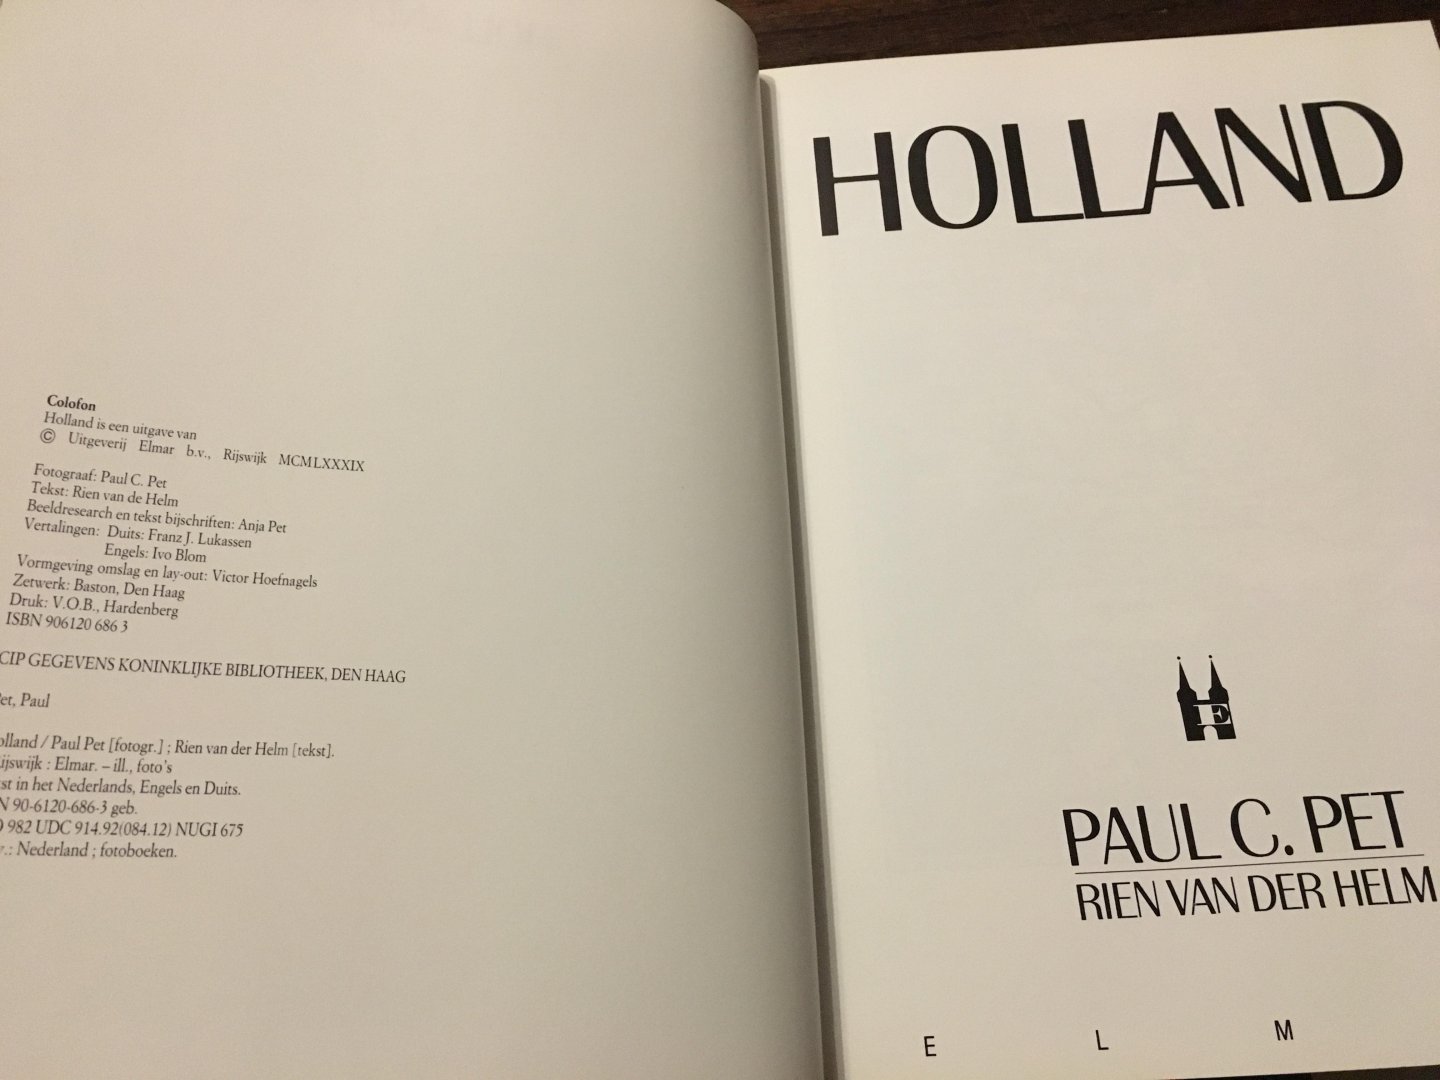 Colofon
Holland is een uitgave van
© Uitgeverij Elmar b.v., Rijswijk MCMLXXXIX
Fotograaf: Paul C. Pet
Tekst: Rien van de Helm
Beeldresearch en tekst bijschriften: Anja Pet
Vertalingen: Duits: Franz J. Lukassen
Engels: Ivo Blom
Vormgeving omslag en lay-out: Victor Hoefnagels
Zetwerk: Baston, Den Haag
Druk: V.O.B., Hardenberg
ISBN 906120 686 3
CIP GEGEVENS KONINKLIJKE BIBLIOTHEEK, DEN HAAG
et, Paul
olland / Paul Pet [fotogr.] ; Rien van der Helm [tekst].
ijswijk : Elmar. – ill., foto's
st in het Nederlands, Engels en Duits.
N 90-6120-686-3 geb.
982 UDC 914.92(084.12) NUGI 675
.: Nederland ; fotoboeken.
HOLLAND
E
PAUL C. PET
RIEN VAN DER HELM
E L M